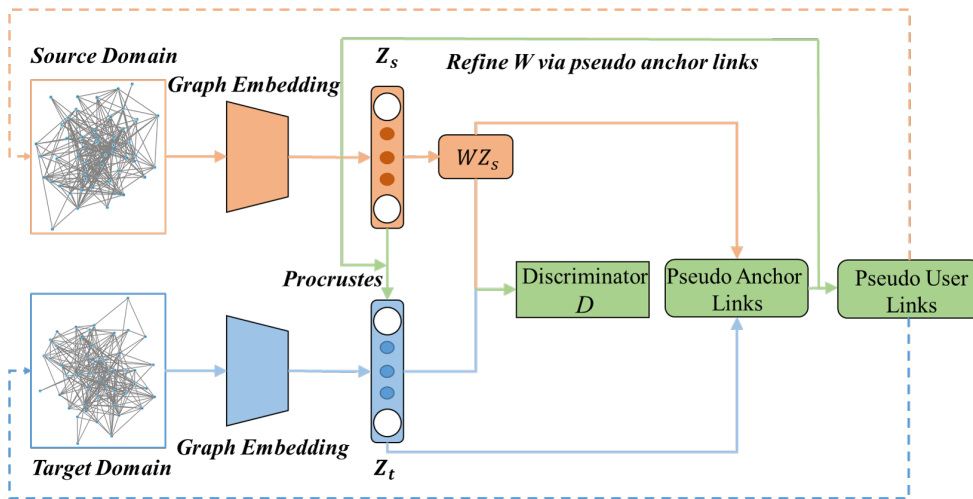 Source Domain
Graph Embedding
Z_s
Refine W via pseudo anchor links
WZ_s
Procrustes
Discriminator
D
Pseudo Anchor
Links
Pseudo User
Links
Graph Embedding
Target Domain
Z_t